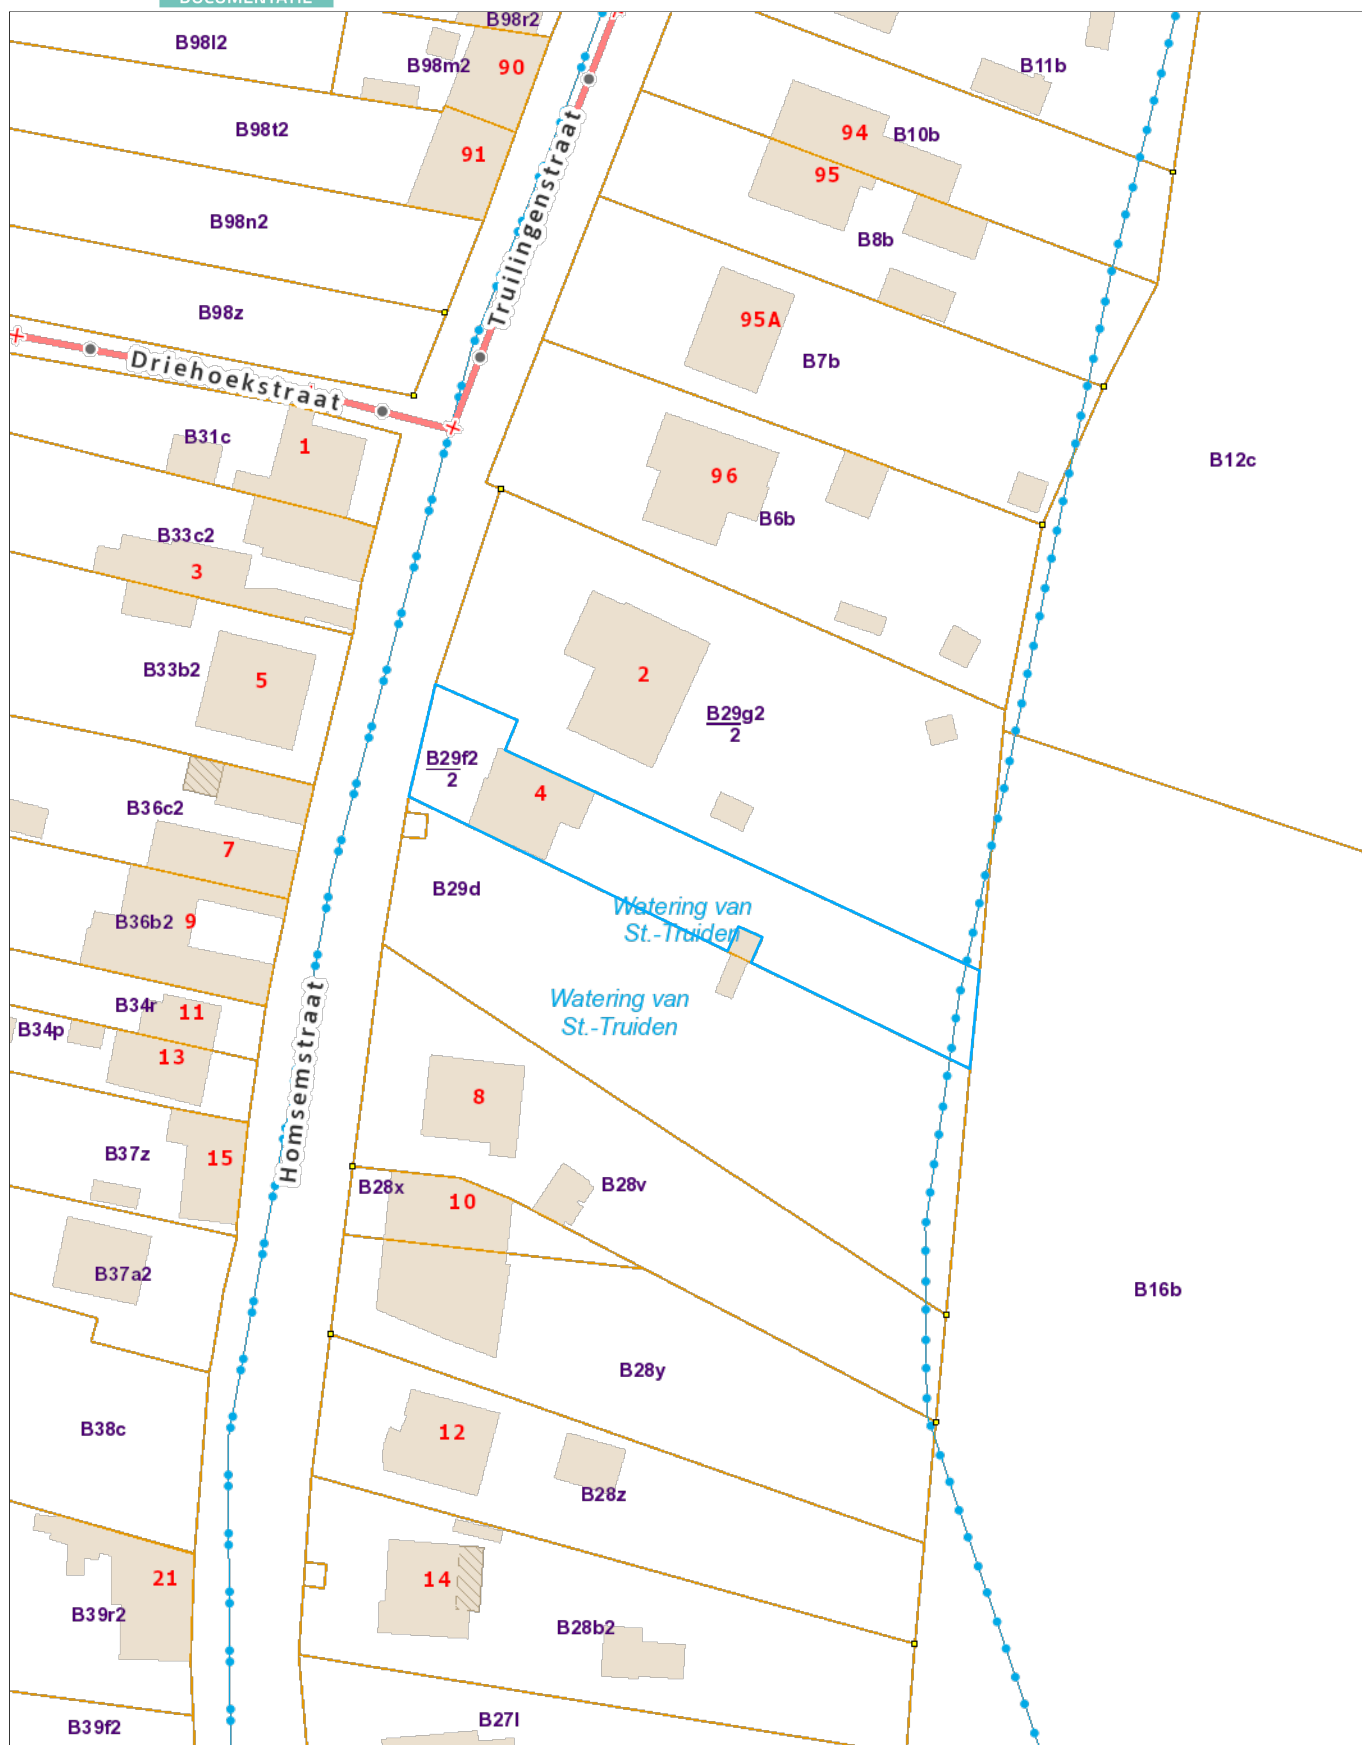 DOCUMENTATIE
B98r2
B98l2
B98m2
90
B11b
B98t2
94
B10b
91
95
B98n2
B8b
Truilingenstraat
B98z
95A
B7b
Driehoekstraat
B31c
1
96
B12c
B6b
B33c2
3
B33b2
5
2
B29g2
2
B29f2
2
4
B36c2
7
B29d
Watering van
St.-Truiden
B36b2
9
Watering van
St.-Truiden
B34r
11
B34p
13
Homsemstraat
8
B37z
15
B28x
10
B28v
B37a2
B16b
B28y
B38c
12
B28z
21
14
B39r2
B28b2
B39f2
B27l